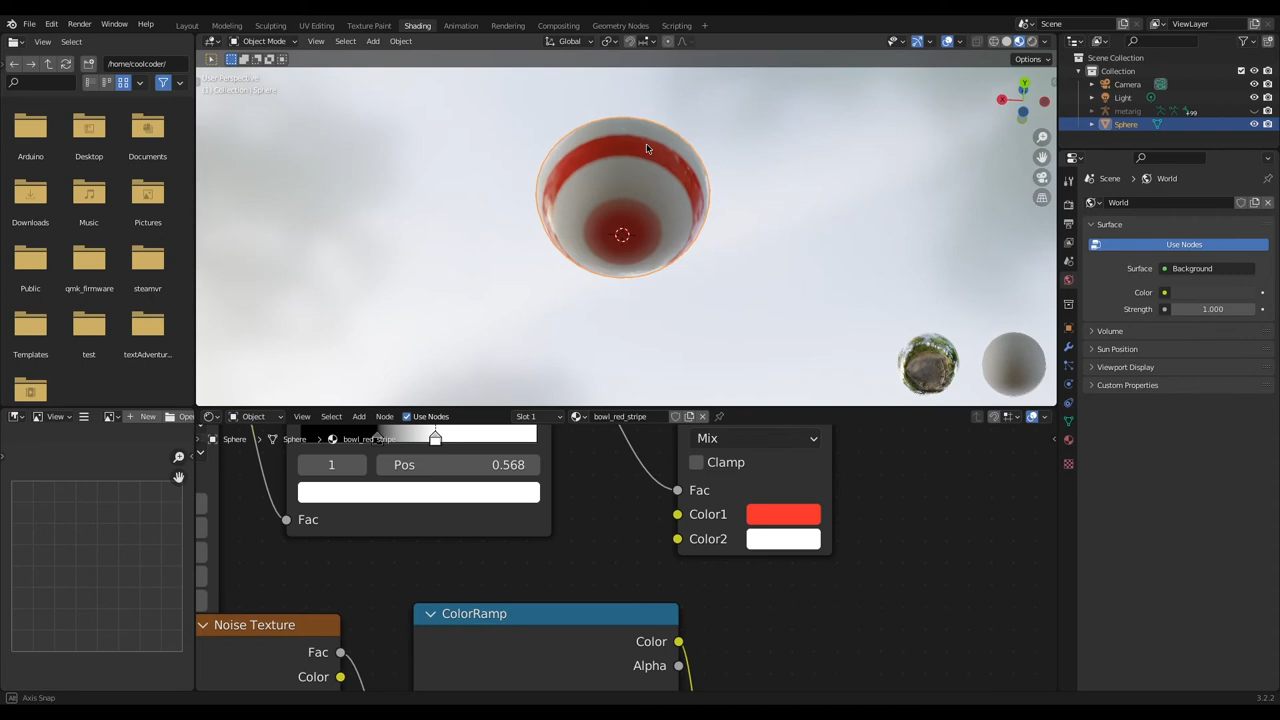 File Edit Render Window Help
Layout Modeling Sculpting UV Editing Texture Paint Shading Animation Rendering Compositing Geometry Nodes Scripting +
Scene ViewLayer
View Select
Object Mode View Select Add Object
Global
/home/coolcoder/
Options
Scene Collection
Collection
Camera
Light
metarig
Sphere
User Perspective
(1) Collection | Sphere
X
Y
Arduino Desktop Documents
Downloads Music Pictures
Public qmk_firmware steamvr
Templates test textAdventur...
Scene World
World
Surface
Use Nodes
Surface Background
Color
Strength 1.000
Volume
Sun Position
Viewport Display
Custom Properties
View New Open
Object View Select Add Node Use Nodes Slot 1 bowl_red_stripe
Sphere Sphere bowl_red_stripe
1 Pos 0.568
Fac
Mix
Clamp
Fac
Color1
Color2
Noise Texture
Fac
Color
ColorRamp
Color
Alpha
Axis Snap
3.2.2